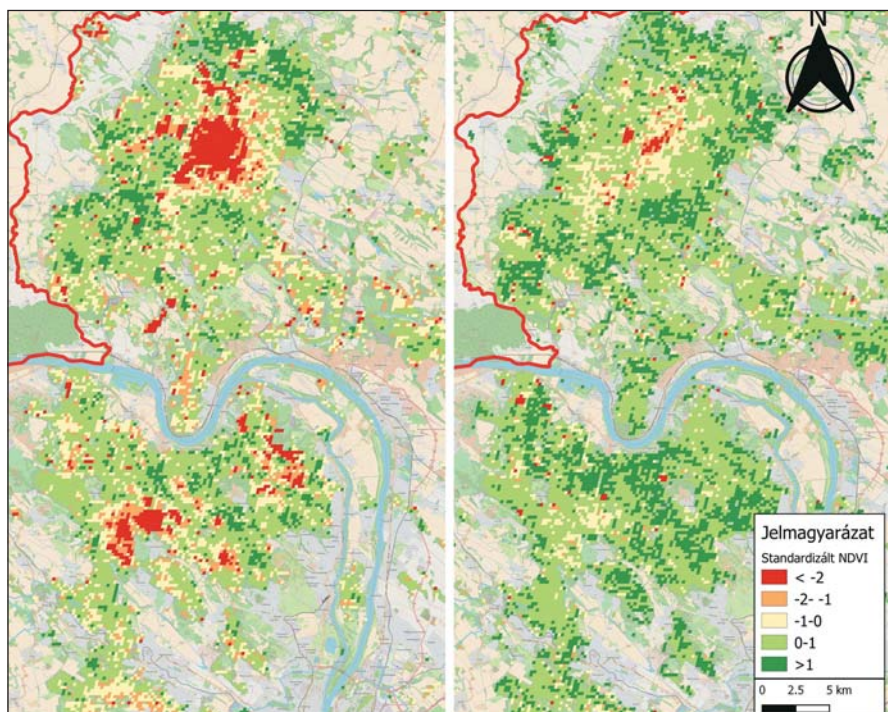 N
Jelmagyarázat
Standardizált NDVI
< -2
-2- -1
-1-0
0-1
>1
0 2.5 5 km